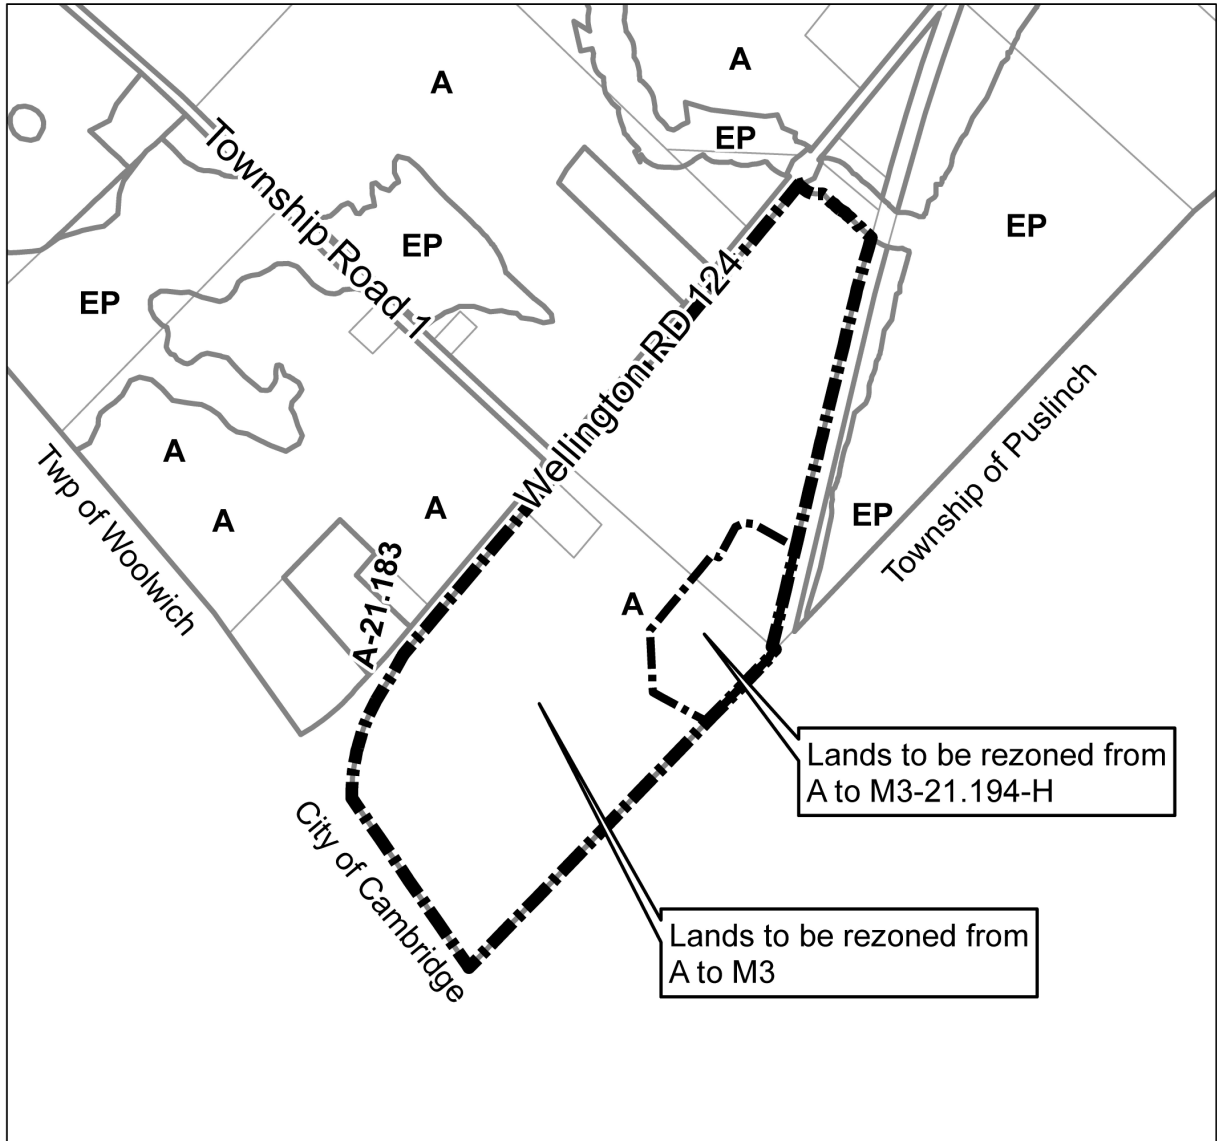 A
A
EP
Township Road 1
EP
EP
EP
Wellington RD 124
A
Twp of Woolwich
A
A
A-21.183
EP
Township of Puslinch
A
Lands to be rezoned from
A to M3-21.194-H
City of Cambridge
Lands to be rezoned from
A to M3